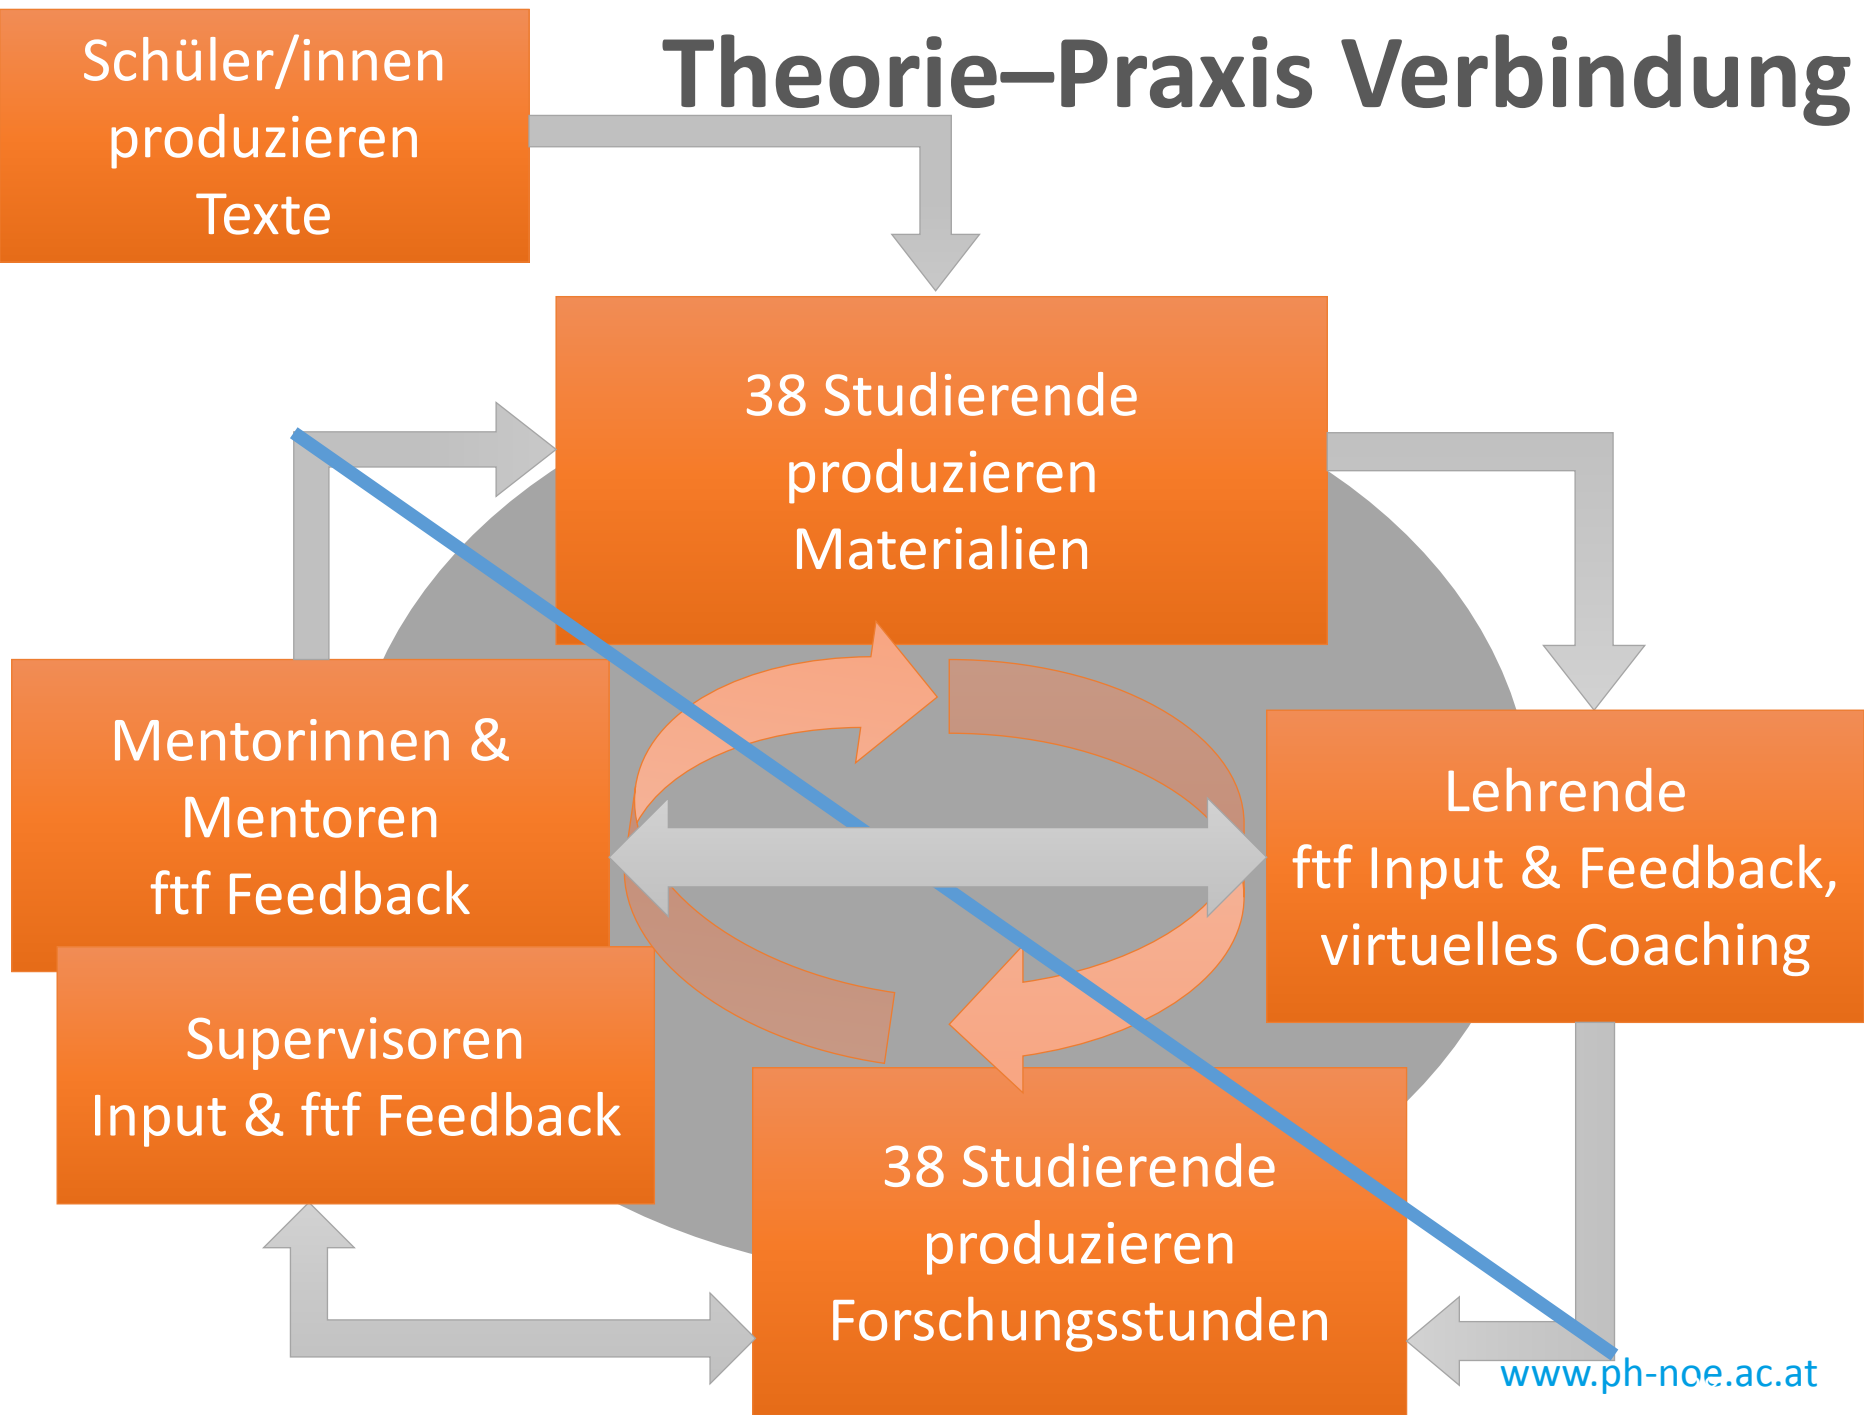 Theorie–Praxis Verbindung
Schüler/innen
produzieren
Texte
38 Studierende
produzieren
Materialien
Mentorinnen &
Mentoren
ftf Feedback
Lehrende
ftf Input & Feedback,
virtuelles Coaching
Supervisoren
Input & ftf Feedback
38 Studierende
produzieren
Forschungsstunden
www.ph-noe.ac.at